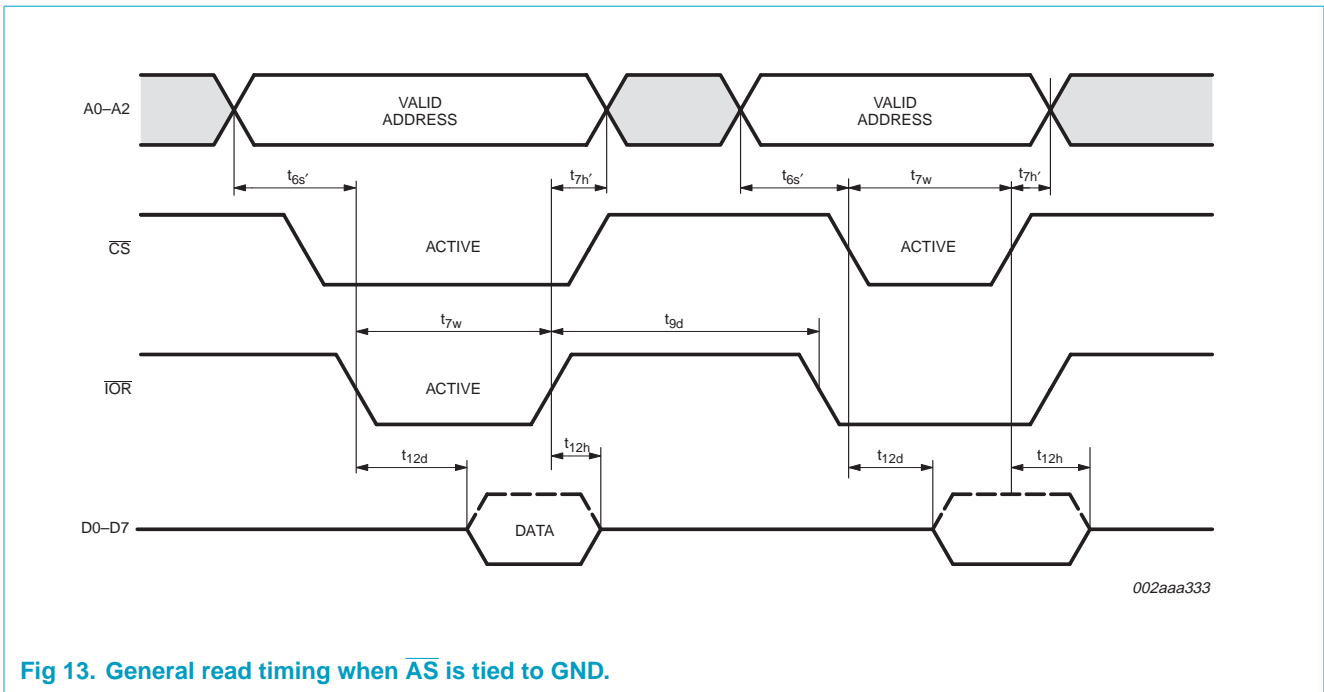 A0–A2
VALID
ADDRESS
VALID
ADDRESS
t6s′
t7h′
t6s′
t7w
t7h′
CS
ACTIVE
ACTIVE
t7w
t9d
IOR
ACTIVE
t12d
t12h
t12d
t12h
D0–D7
DATA
002aaa333
Fig 13. General read timing when AS is tied to GND.